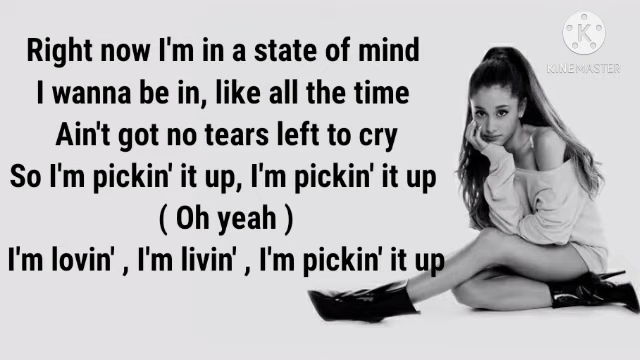 Right now I'm in a state of mind
I wanna be in, like all the time
Ain't got no tears left to cry
So I'm pickin' it up, I'm pickin' it up
( Oh yeah )
I'm lovin' , I'm livin' , I'm pickin' it up
K
KINEMASTER